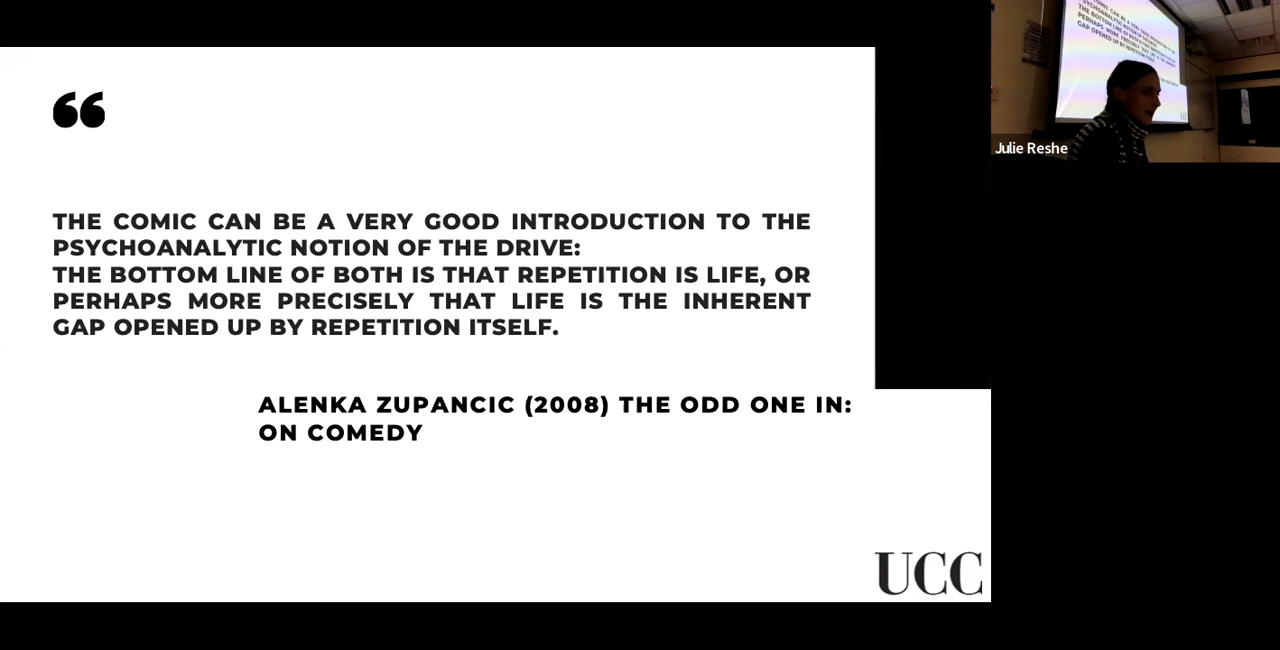 THE COMIC CAN BE A VERY GOOD INTRODUCTION TO THE
PSYCHOANALYTIC NOTION OF THE DRIVE:
THE BOTTOM LINE OF BOTH IS THAT REPETITION IS LIFE, OR
PERHAPS MORE PRECISELY THAT LIFE IS THE INHERENT
GAP OPENED UP BY REPETITION ITSELF.
ALENKA ZUPANCIC (2008) THE ODD ONE IN:
ON COMEDY
UCC
Julie Reshe